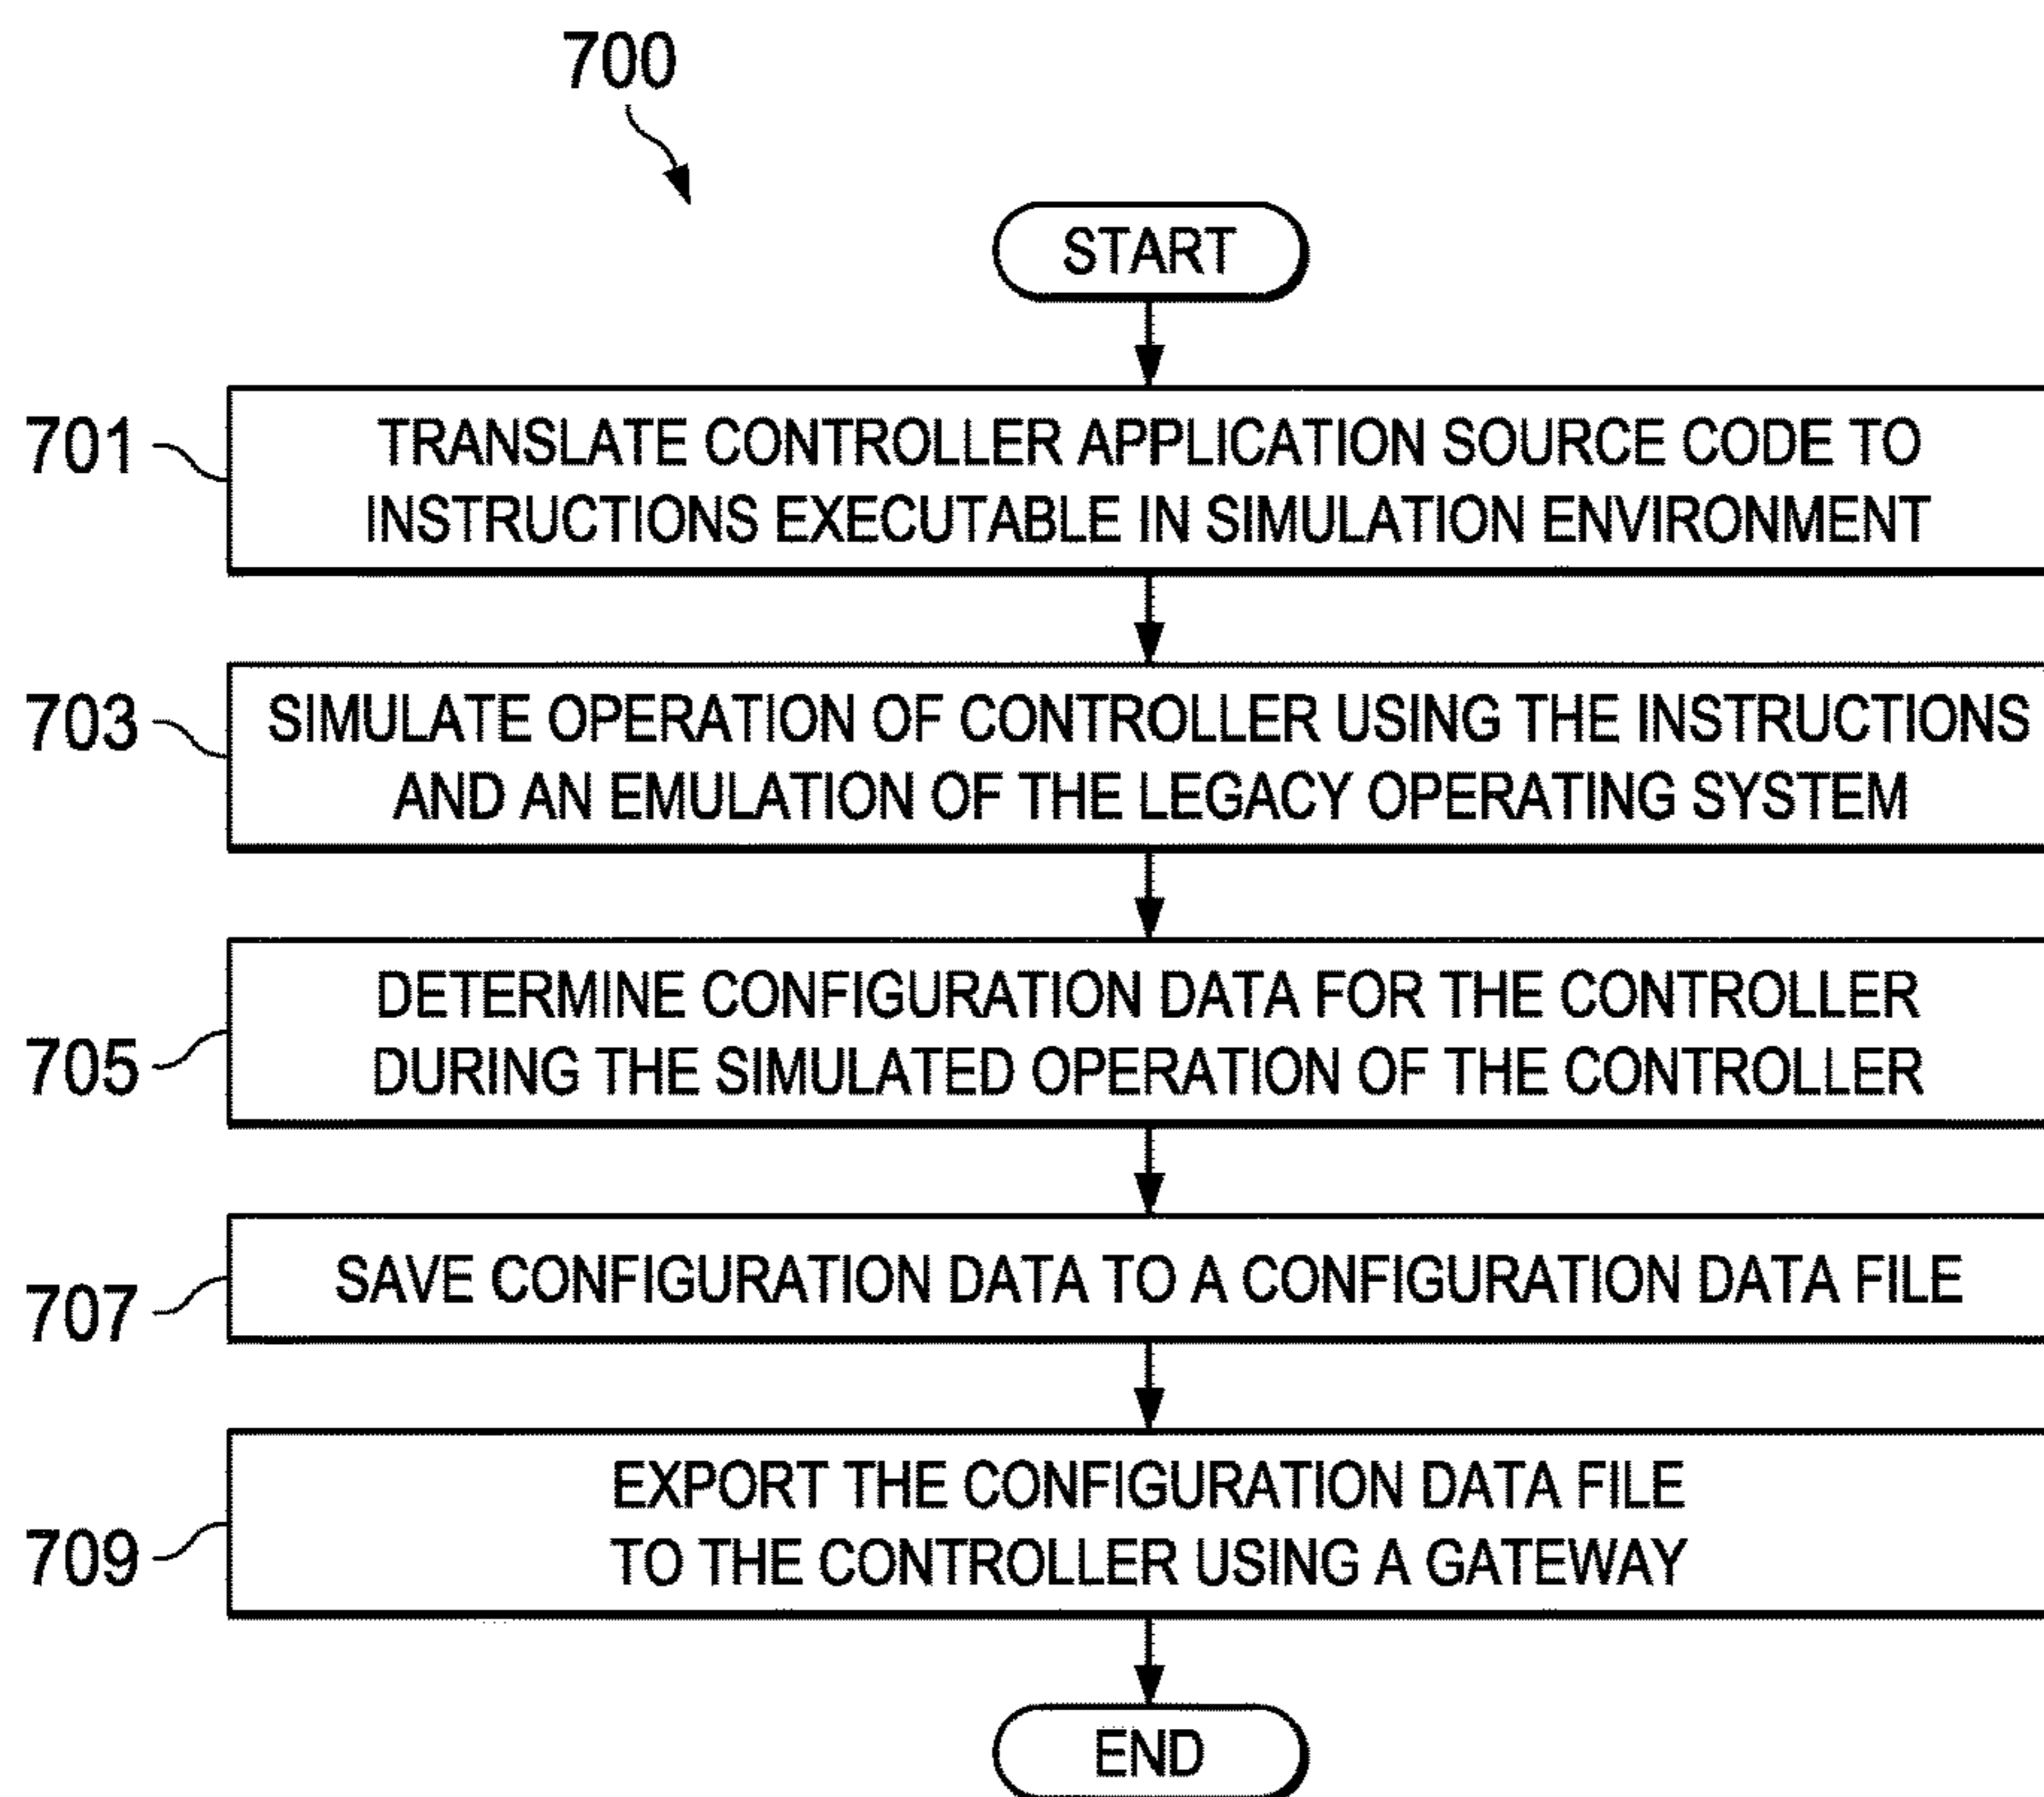 700
START
701
TRANSLATE CONTROLLER APPLICATION SOURCE CODE TO
INSTRUCTIONS EXECUTABLE IN SIMULATION ENVIRONMENT
703
SIMULATE OPERATION OF CONTROLLER USING THE INSTRUCTIONS
AND AN EMULATION OF THE LEGACY OPERATING SYSTEM
705
DETERMINE CONFIGURATION DATA FOR THE CONTROLLER
DURING THE SIMULATED OPERATION OF THE CONTROLLER
707
SAVE CONFIGURATION DATA TO A CONFIGURATION DATA FILE
709
EXPORT THE CONFIGURATION DATA FILE
TO THE CONTROLLER USING A GATEWAY
END